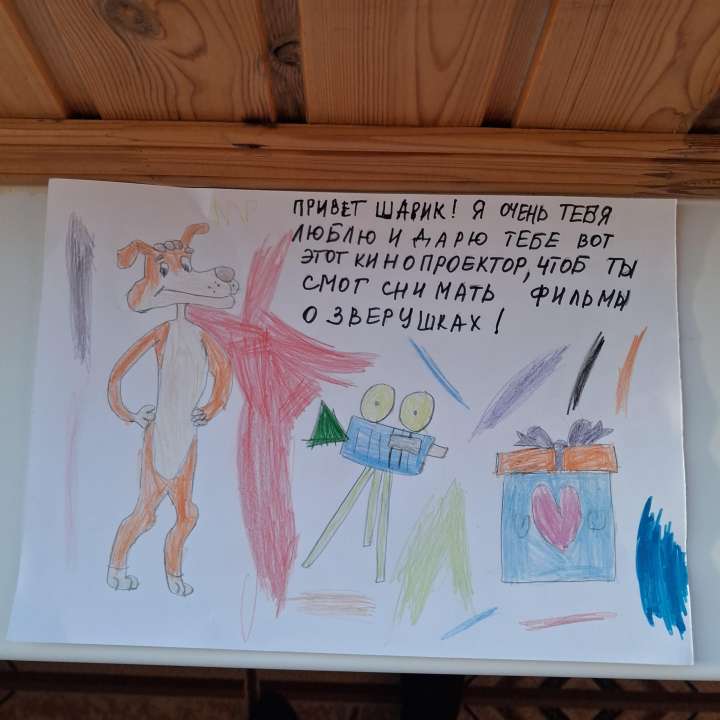 ПРИВЕТ ШАРИК! Я ОЧЕНЬ ТЕБЯ
ЛЮБЛЮ И ДАРЮ ТЕБЕ ВОТ
ЭТОТ КИНОПРОЕКТОР, ЧТОБ ТЫ
СМОГ СНИМАТЬ ФИЛЬМЫ
О ЗВЕРУШКАХ!